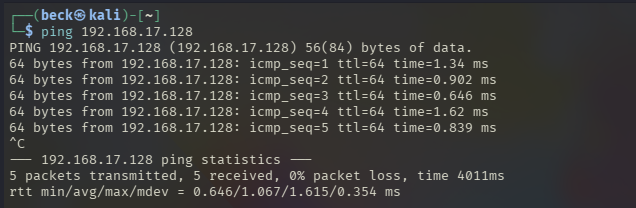 ┌──(beck㉿kali)-[~]
└─$ ping 192.168.17.128
PING 192.168.17.128 (192.168.17.128) 56(84) bytes of data.
64 bytes from 192.168.17.128: icmp_seq=1 ttl=64 time=1.34 ms
64 bytes from 192.168.17.128: icmp_seq=2 ttl=64 time=0.902 ms
64 bytes from 192.168.17.128: icmp_seq=3 ttl=64 time=0.646 ms
64 bytes from 192.168.17.128: icmp_seq=4 ttl=64 time=1.62 ms
64 bytes from 192.168.17.128: icmp_seq=5 ttl=64 time=0.839 ms
^C
--- 192.168.17.128 ping statistics ---
5 packets transmitted, 5 received, 0% packet loss, time 4011ms
rtt min/avg/max/mdev = 0.646/1.067/1.615/0.354 ms